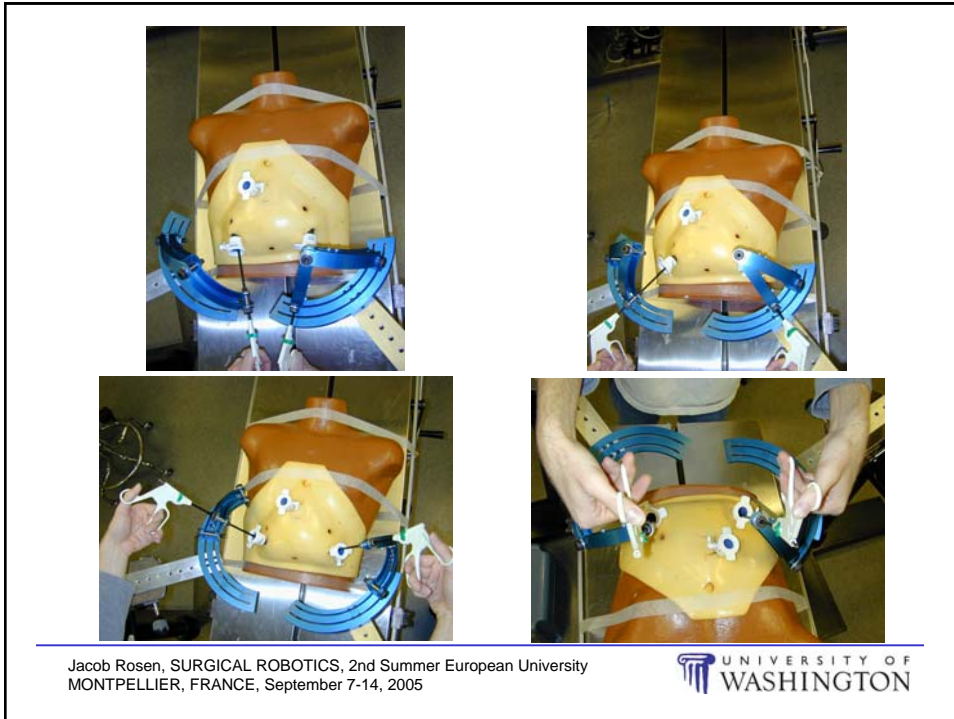 Jacob Rosen, SURGICAL ROBOTICS, 2nd Summer European University
MONTPELLIER, FRANCE, September 7-14, 2005
UNIVERSITY OF
WASHINGTON